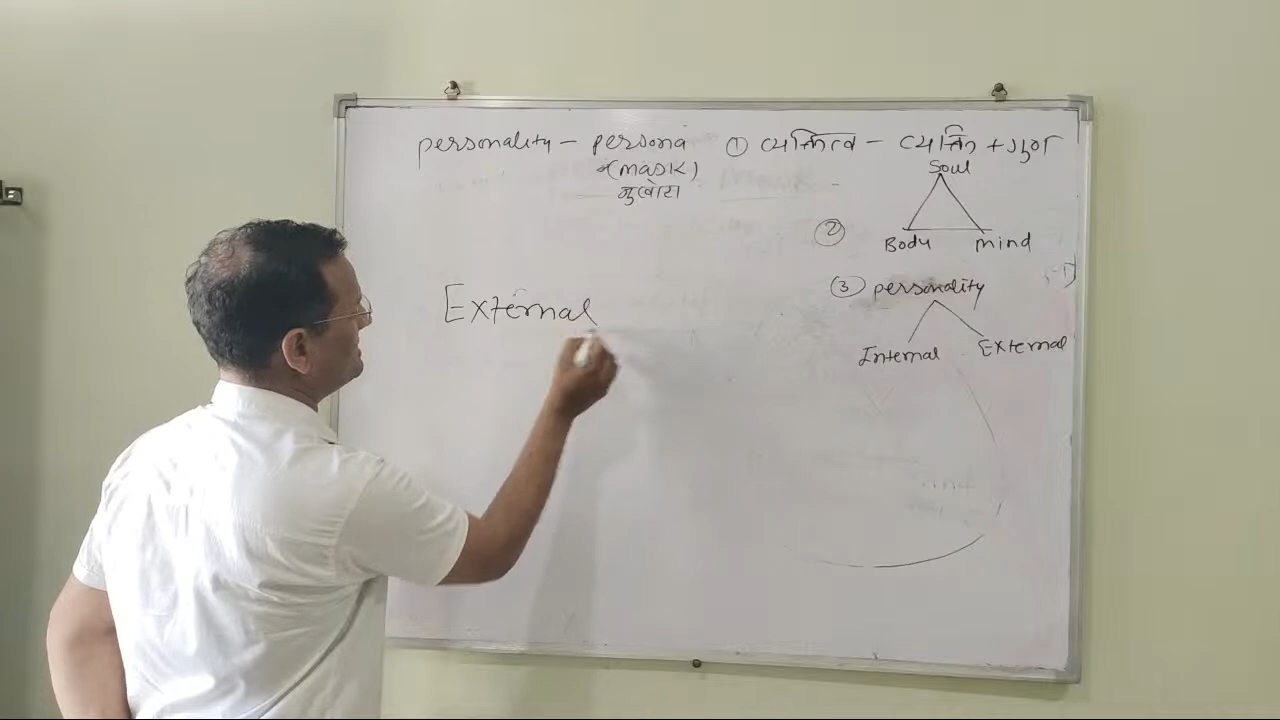 personality - persona
(mask)
मुखोटा
① व्यक्तित्व - व्यक्ति + गुण
②
Soul
Body mind
③ personality
Internal External
External